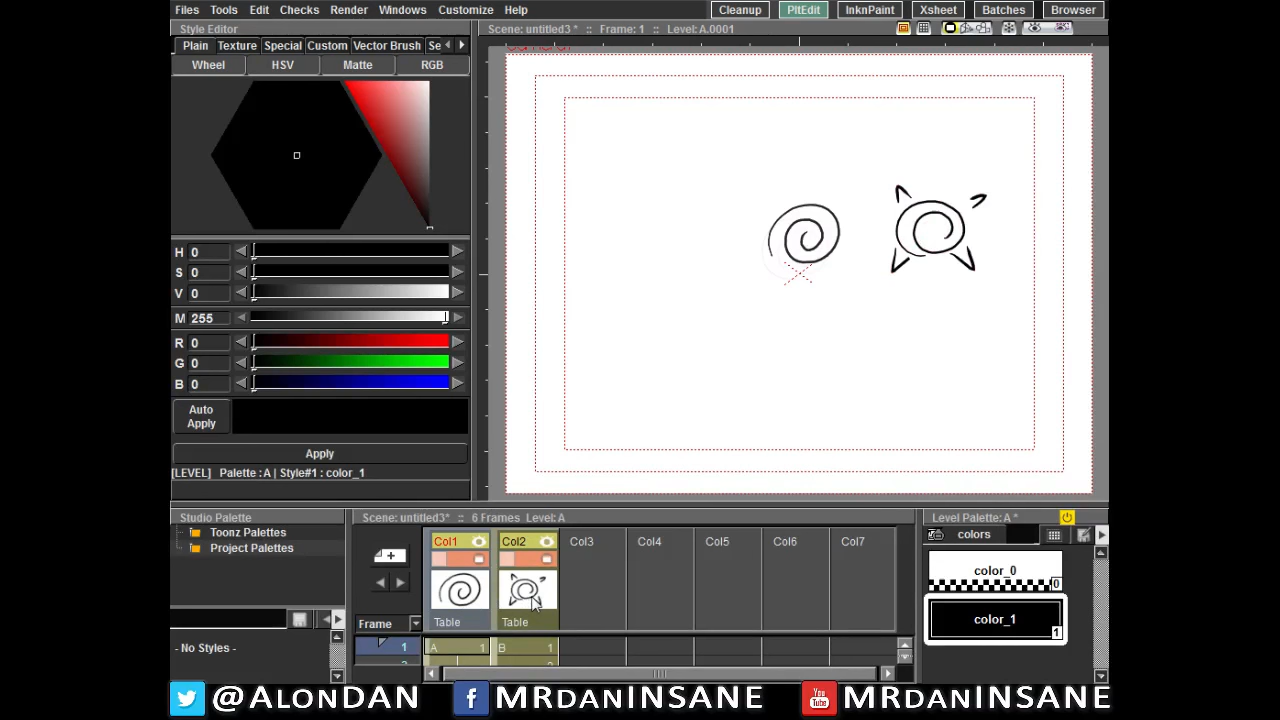 Files Tools Edit Checks Render Windows Customize Help Cleanup PltEdit InknPaint Xsheet Batches Browser
Style Editor
Scene: untitled3 * :: Frame: 1 :: Level: A.0001
Plain Texture Special Custom Vector Brush Se
Wheel HSV Matte RGB
H 0
S 0
V 0
M 255
R 0
G 0
B 0
Auto Apply
Apply
[LEVEL] Palette : A | Style#1 : color_1
Studio Palette
Toonz Palettes
Project Palettes
- No Styles -
Scene: untitled3* :: 6 Frames Level: A
Col1 Col2 Col3 Col4 Col5 Col6 Col7
+
Table Table
Frame
1 A 1 B 1
Level Palette: A *
colors
color_0
0
color_1
1
@AlonDan MRdanINSANE You Tube MRdanINSANE